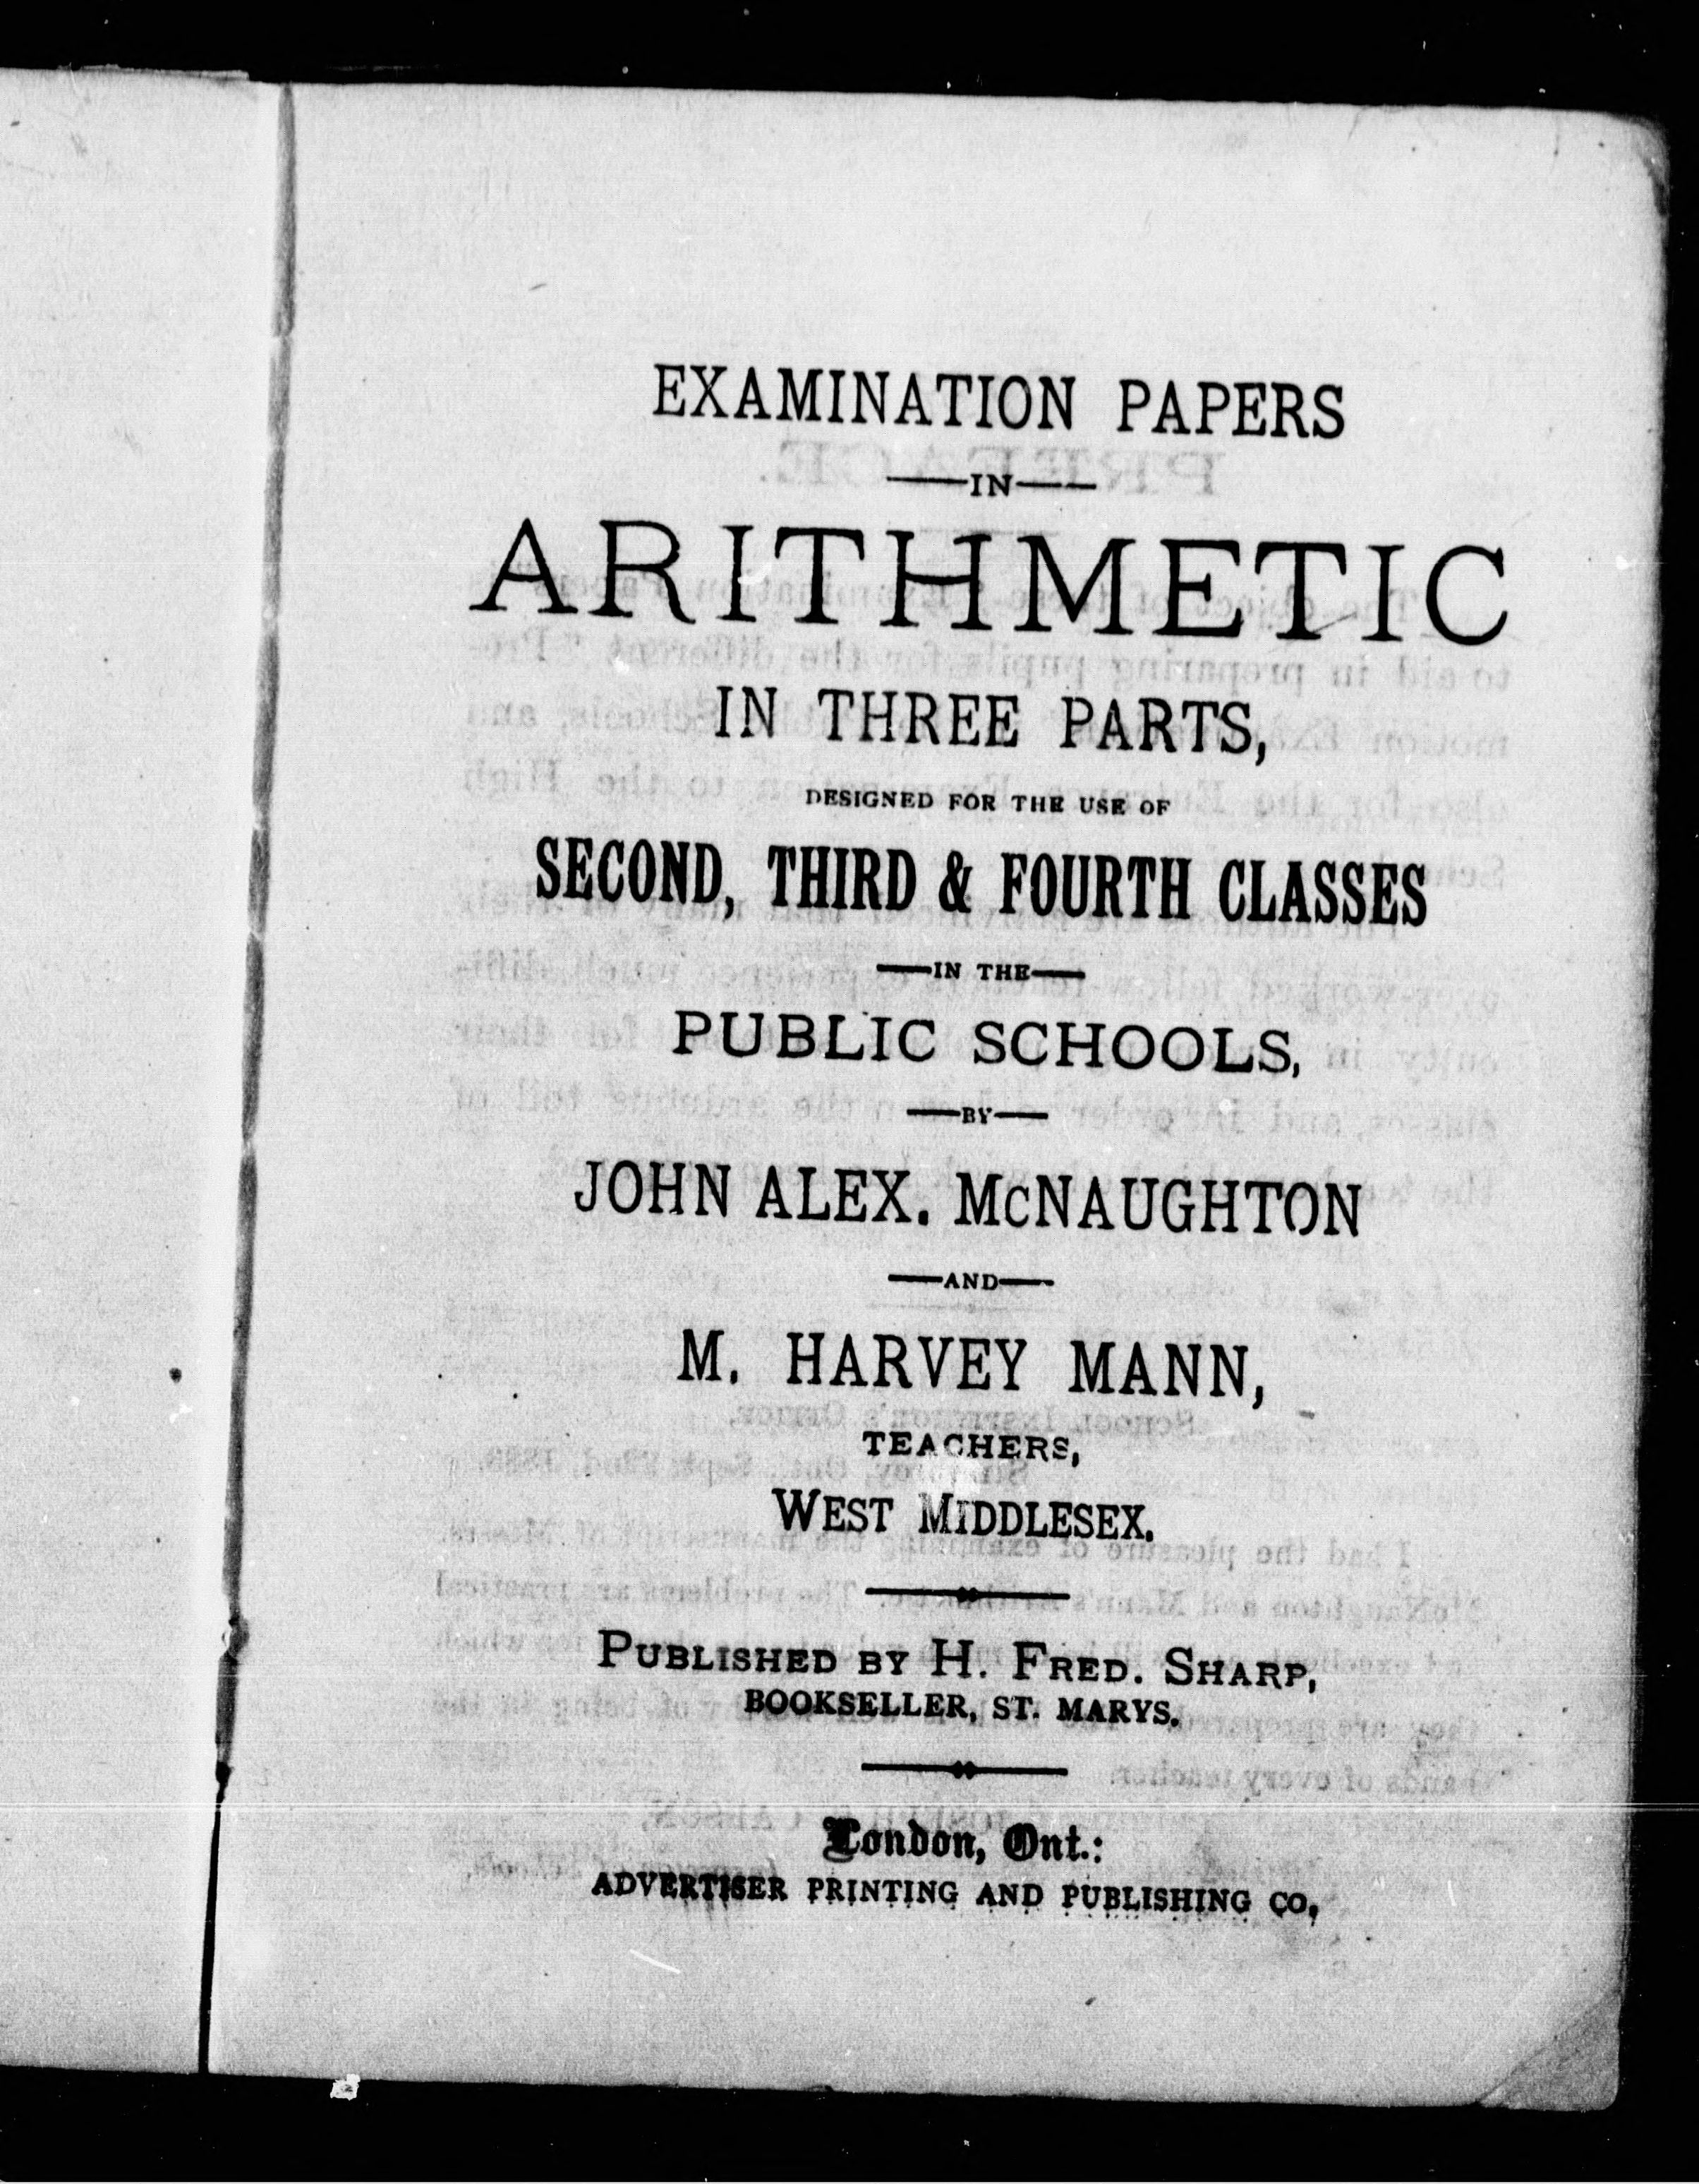 EXAMINATION PAPERS
—IN—
ARITHMETIC
IN THREE PARTS,
DESIGNED FOR THE USE OF
SECOND, THIRD & FOURTH CLASSES
—IN THE—
PUBLIC SCHOOLS,
—BY—
JOHN ALEX. McNAUGHTON
—AND—
M. HARVEY MANN,
TEACHERS,
WEST MIDDLESEX.
PUBLISHED BY H. FRED. SHARP,
BOOKSELLER, ST. MARYS.
London, Ont.:
ADVERTISER PRINTING AND PUBLISHING CO,